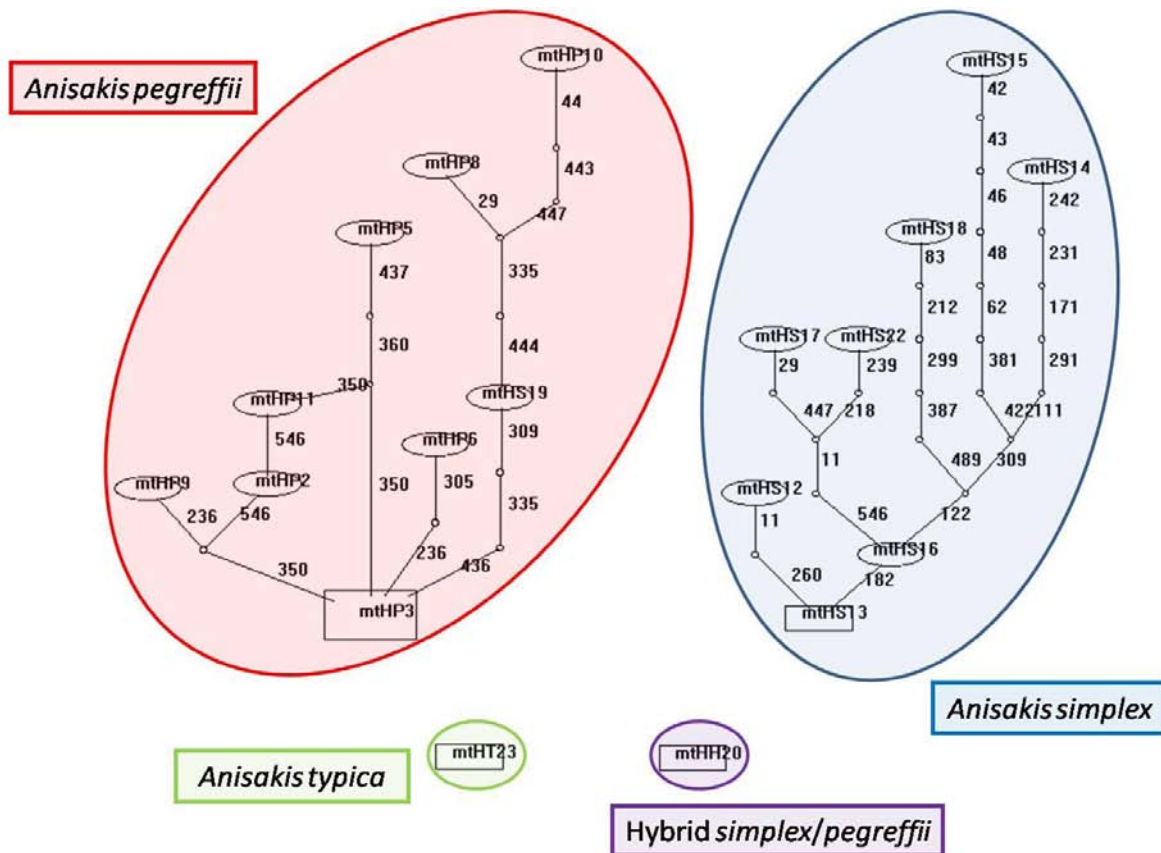 Anisakis pegreffii
mtHP10
44
443
447
mtHP8
29
335
444
mtHP5
437
360
350
mtHP11
546
mtHS19
309
335
436
mtHP6
305
236
350
mtHP9
236
mtHP2
546
350
mtHP3
mtHS15
42
43
46
48
62
381
422
mtHS14
242
231
171
291
111
309
mtHS18
83
212
299
387
489
122
mtHS17
29
447
mtHS22
239
218
11
546
mtHS12
11
260
mtHS16
182
mtHS13
Anisakis simplex
mtHT23
Anisakis typica
mtHH20
Hybrid simplex/pegreffii